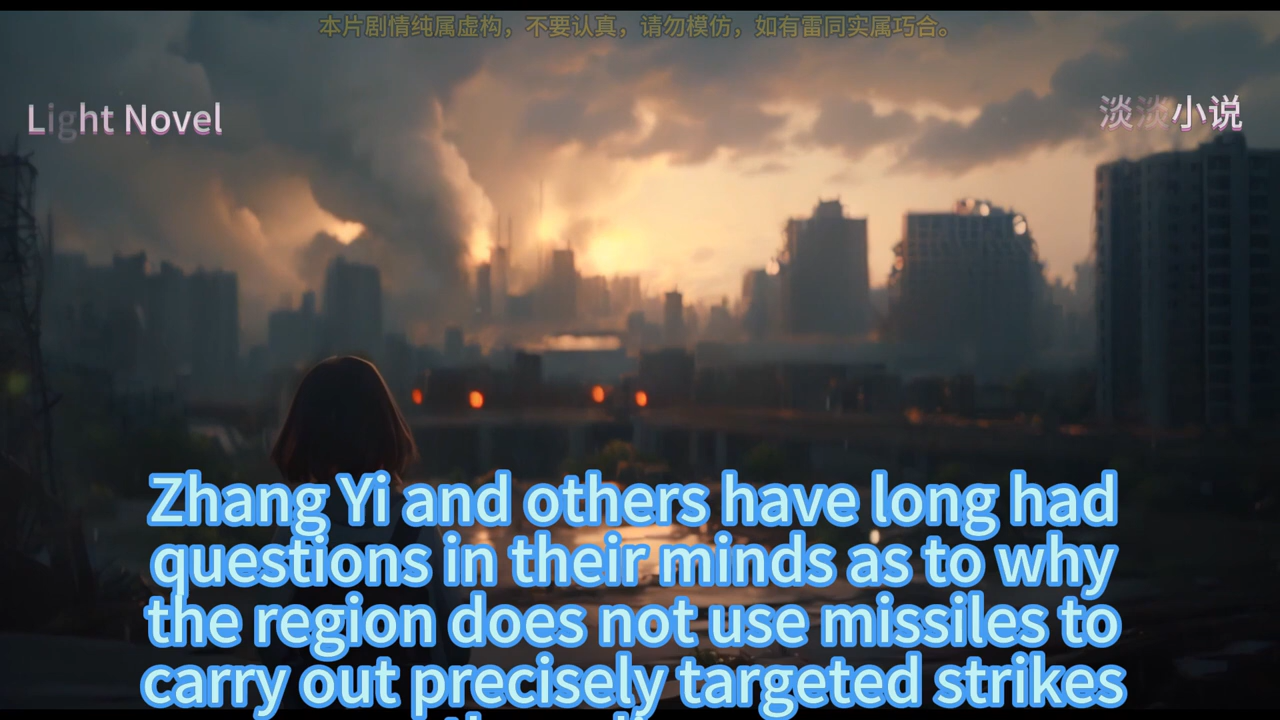 本片剧情纯属虚构，不要认真，请勿模仿，如有雷同实属巧合。
Light Novel
淡淡小说
Zhang Yi and others have long had
questions in their minds as to why
the region does not use missiles to
carry out precisely targeted strikes